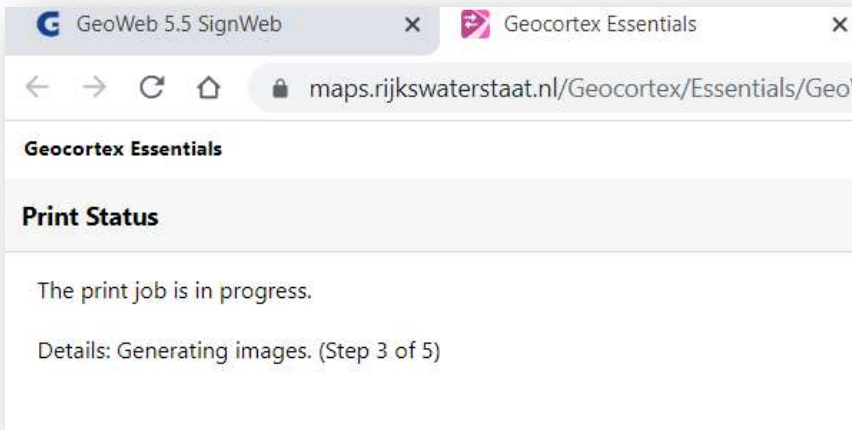 GeoWeb 5.5 SignWeb
Geocortex Essentials
maps.rijkswaterstaat.nl/Geocortex/Essentials/Geo
Geocortex Essentials
Print Status
The print job is in progress.
Details: Generating images. (Step 3 of 5)